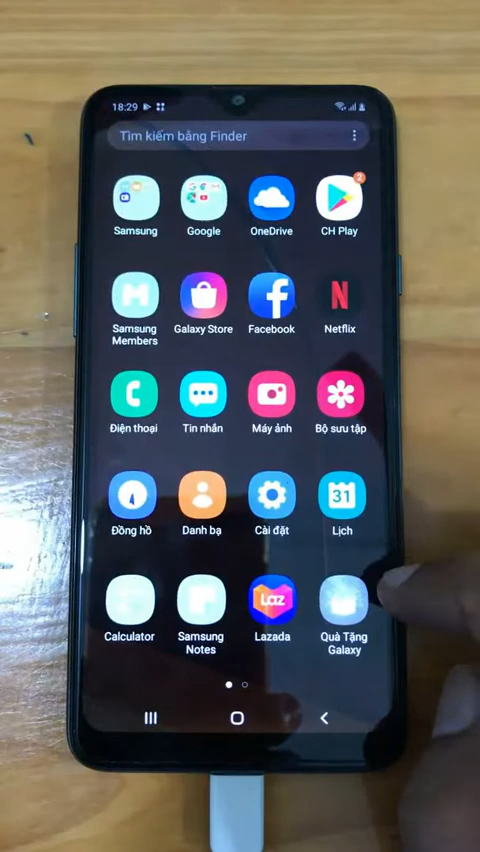 18:29
Tìm kiếm bằng Finder
2
Samsung
Google
OneDrive
CH Play
Samsung Members
Galaxy Store
Facebook
Netflix
Điện thoại
Tin nhắn
Máy ảnh
Bộ sưu tập
31
Đồng hồ
Danh bạ
Cài đặt
Lịch
Laz
Calculator
Samsung Notes
Lazada
Quà Tặng Galaxy